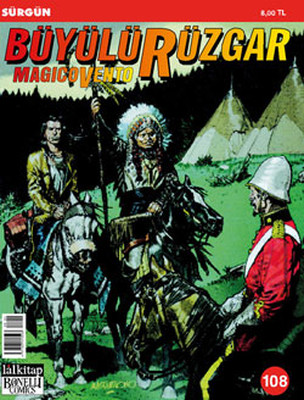 SÜRGÜN
8,00 TL
BÜYÜLÜ RÜZGAR
MAGICO VENTO
108
lâlkitap
BONELLI
COMICS